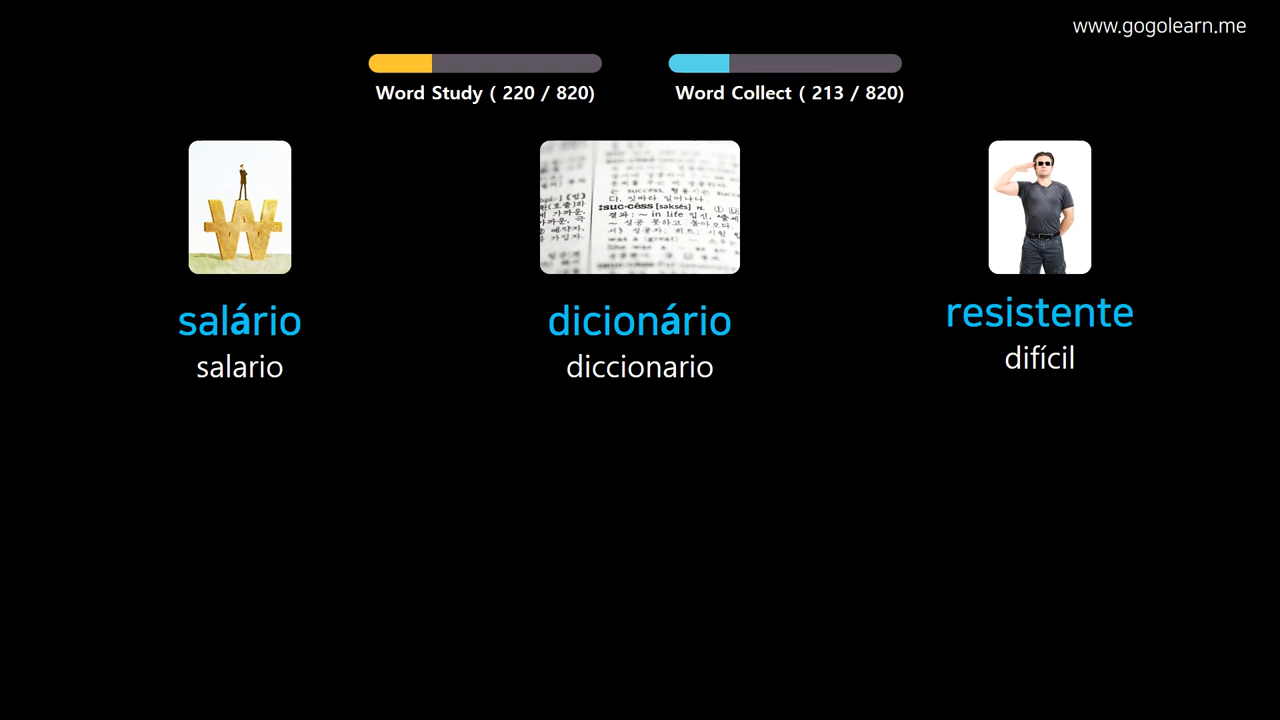 www.gogolearn.me
Word Study ( 220 / 820)
Word Collect ( 213 / 820)
salário
salario
dicionário
diccionario
resistente
difícil